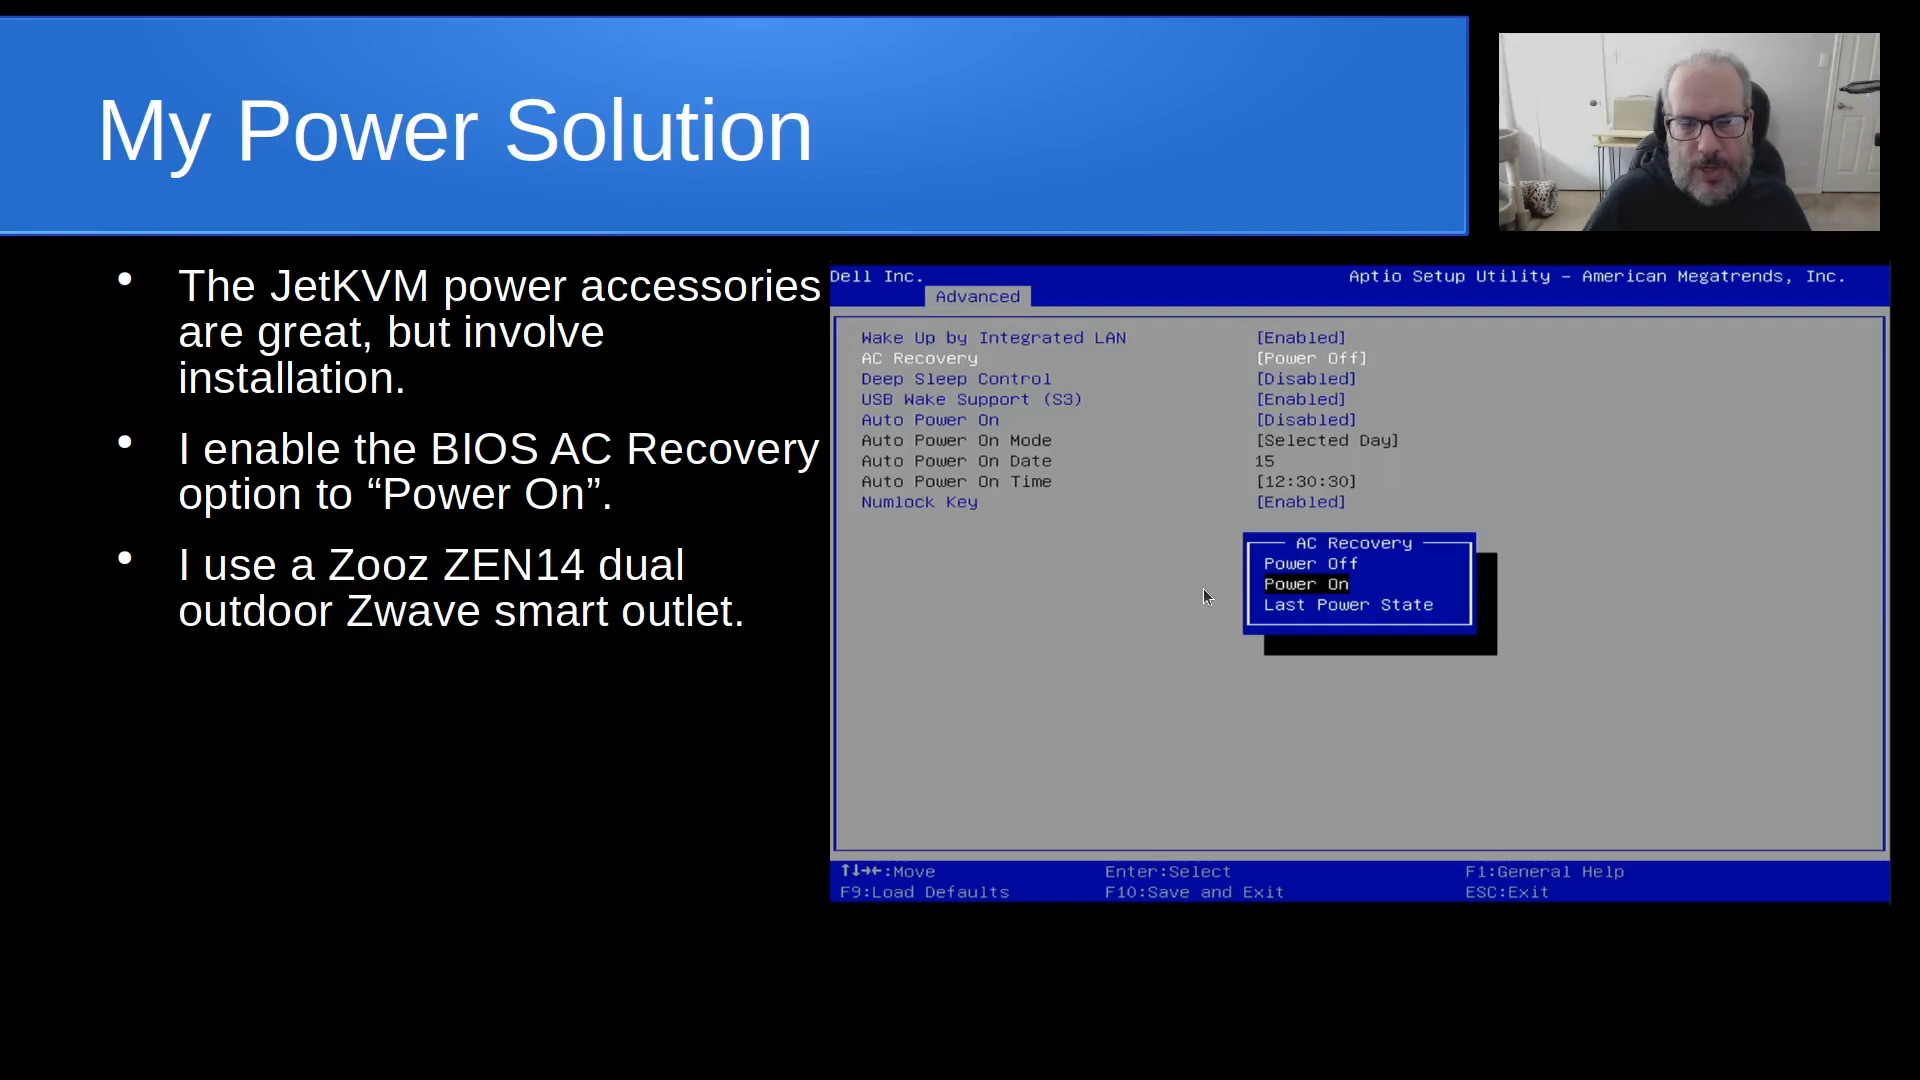 My Power Solution
• The JetKVM power accessories
are great, but involve
installation.
• I enable the BIOS AC Recovery
option to “Power On”.
• I use a Zooz ZEN14 dual
outdoor Zwave smart outlet.
Dell Inc. Aptio Setup Utility – American Megatrends, Inc.
Advanced
Wake Up by Integrated LAN [Enabled]
AC Recovery [Power Off]
Deep Sleep Control [Disabled]
USB Wake Support (S3) [Enabled]
Auto Power On [Disabled]
Auto Power On Mode [Selected Day]
Auto Power On Date 15
Auto Power On Time [12:30:30]
Numlock Key [Enabled]
AC Recovery
Power Off
Power On
Last Power State
↑↓→←:Move Enter:Select F1:General Help
F9:Load Defaults F10:Save and Exit ESC:Exit